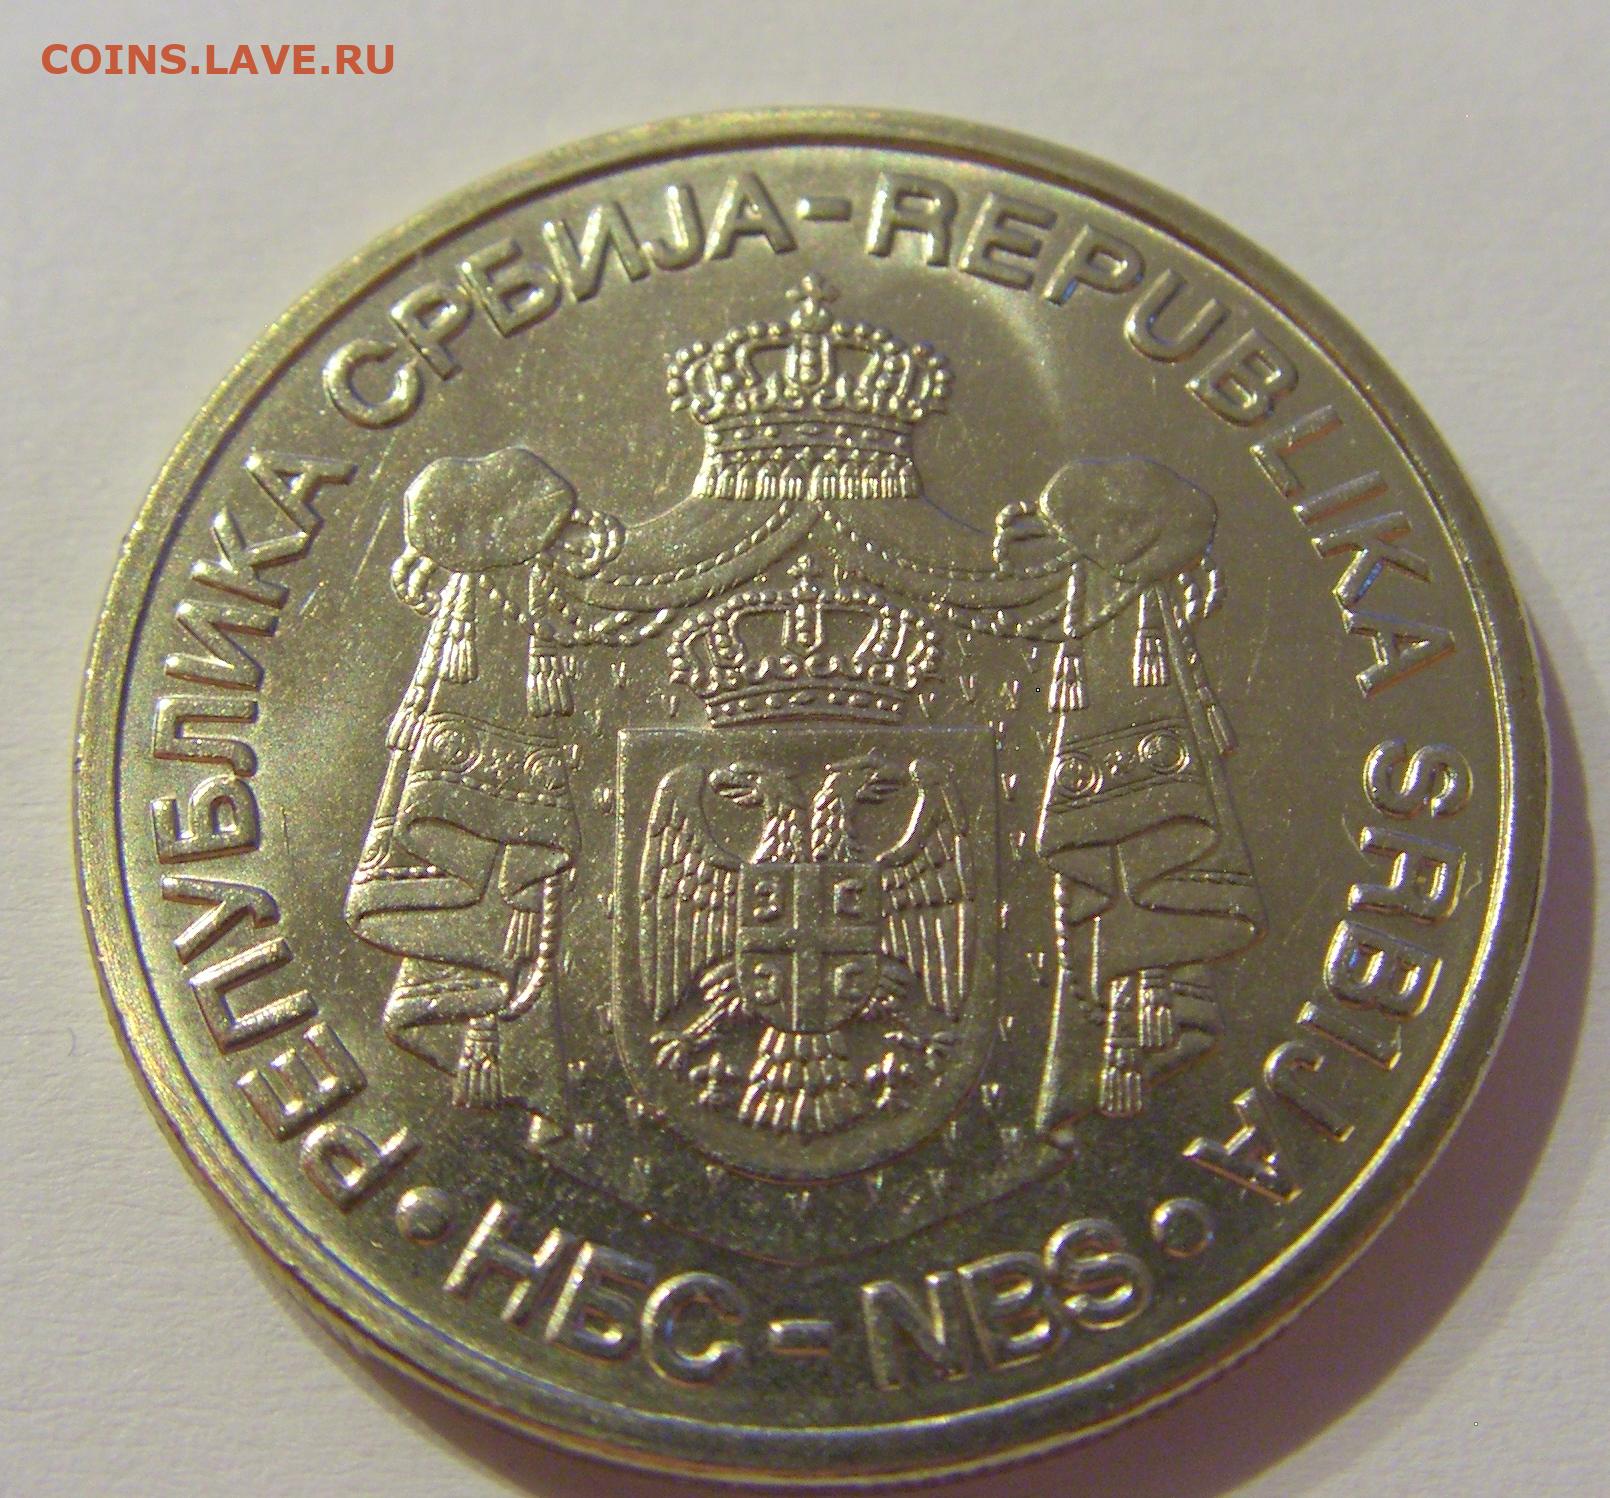 COINS.LAVE.RU
РЕПУБЛИКА СРБИЈА-REPUBLIKA SRBIJA
•НБС-NBS•